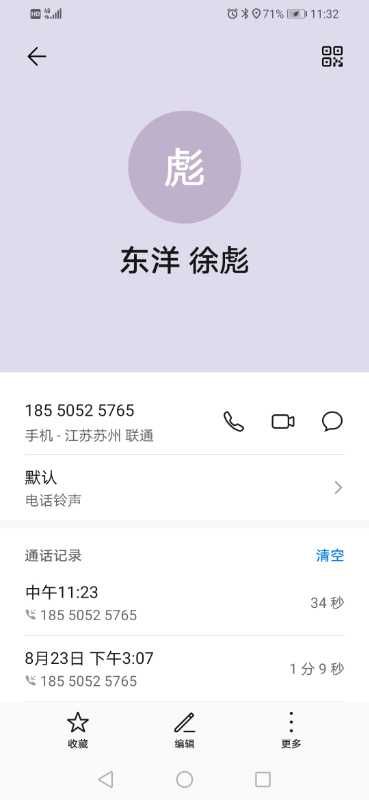 HD 71% 11:32
彪
东洋 徐彪
185 5052 5765
手机 - 江苏苏州 联通
默认
电话铃声
通话记录 清空
中午11:23
34 秒
185 5052 5765
8月23日 下午3:07
1 分 9 秒
185 5052 5765
收藏 编辑 更多